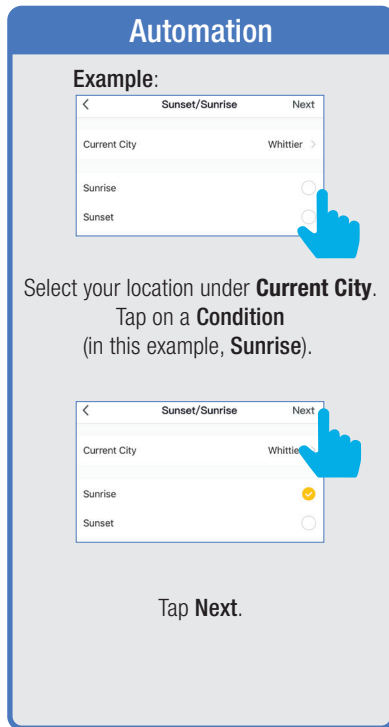 Automation
Example:
Sunset/Sunrise Next
Current City Whittier
Sunrise
Sunset
Select your location under Current City.
Tap on a Condition
(in this example, Sunrise).
Sunset/Sunrise Next
Current City Whittie
Sunrise
Sunset
Tap Next.